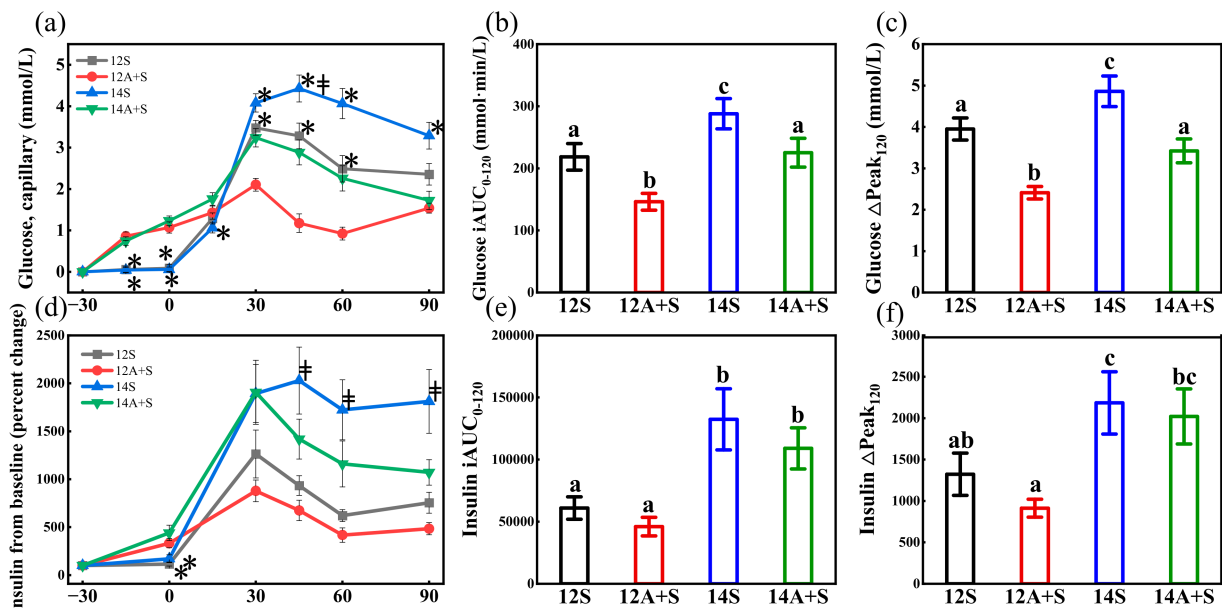 (a)
Glucose, capillary (mmol/L)
12S
12A+S
14S
14A+S
5
4
3
2
1
0
−30
0
30
60
90
* * * * * * * * * * * ǂ
(b)
Glucose iAUC0-120 (mmol·min/L)
400
300
200
100
0
a
b
c
a
12S
12A+S
14S
14A+S
(c)
Glucose △Peak120 (mmol/L)
6
5
4
3
2
1
0
a
b
c
a
12S
12A+S
14S
14A+S
(d)
nsulin from baseline (percent change)
12S
12A+S
14S
14A+S
2500
2000
1500
1000
500
0
−30
0
30
60
90
* * ǂ ǂ ǂ
(e)
Insulin iAUC0-120
200000
150000
100000
50000
0
a
a
b
b
12S
12A+S
14S
14A+S
(f)
Insulin △Peak120
3000
2500
2000
1500
1000
500
0
ab
a
c
bc
12S
12A+S
14S
14A+S